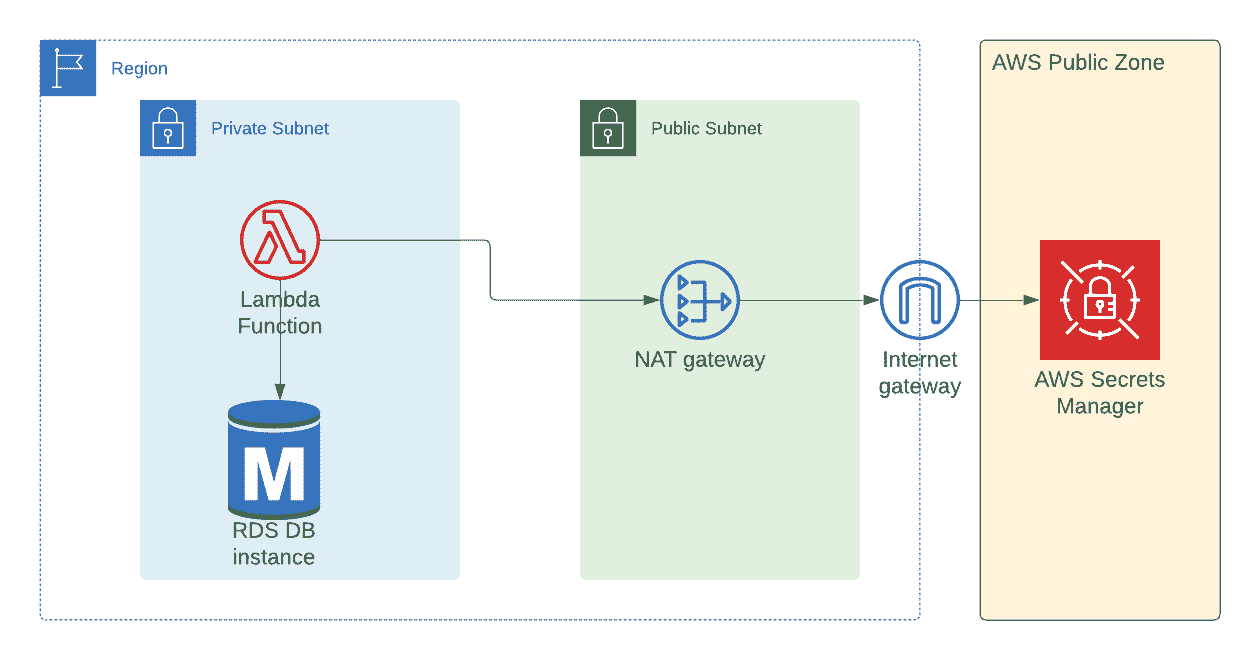 Region
AWS Public Zone
Private Subnet
Public Subnet
Lambda
Function
NAT gateway
Internet
gateway
AWS Secrets
Manager
M
RDS DB
instance